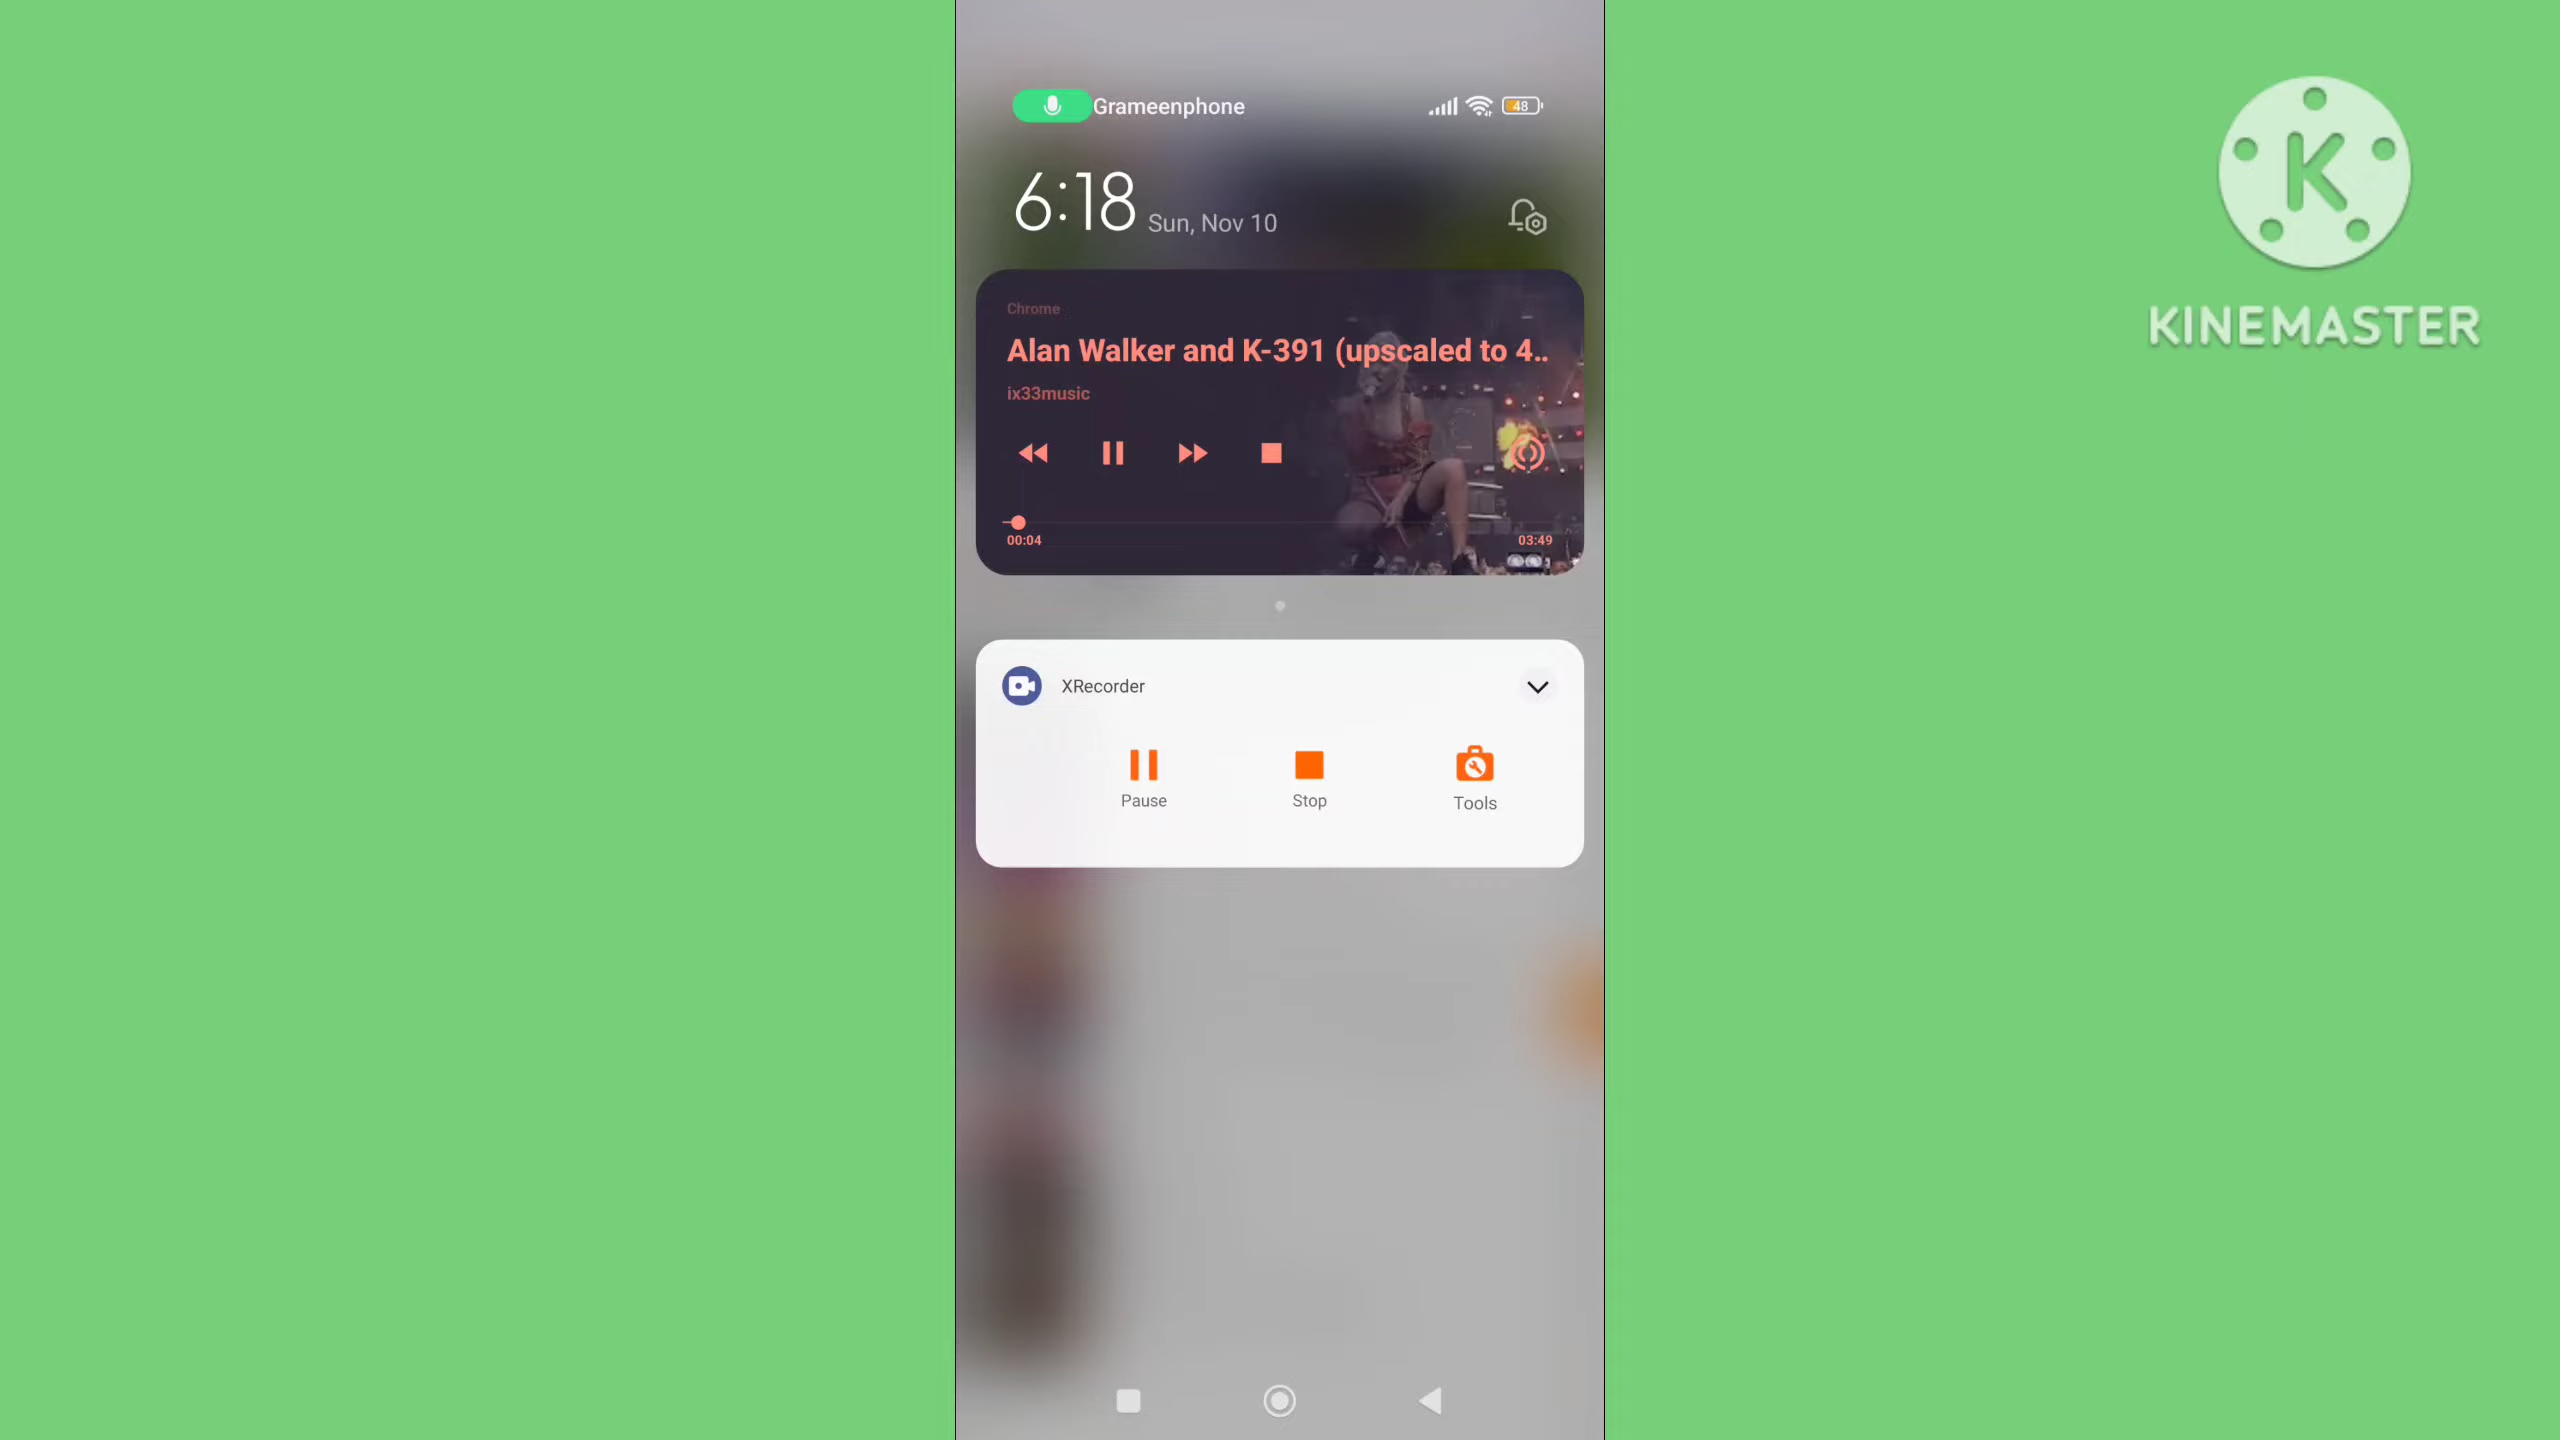 Grameenphone
48
6:18 Sun, Nov 10
Chrome
Alan Walker and K-391 (upscaled to 4..
ix33music
00:04
03:49
XRecorder
Pause
Stop
Tools
K
KINEMASTER